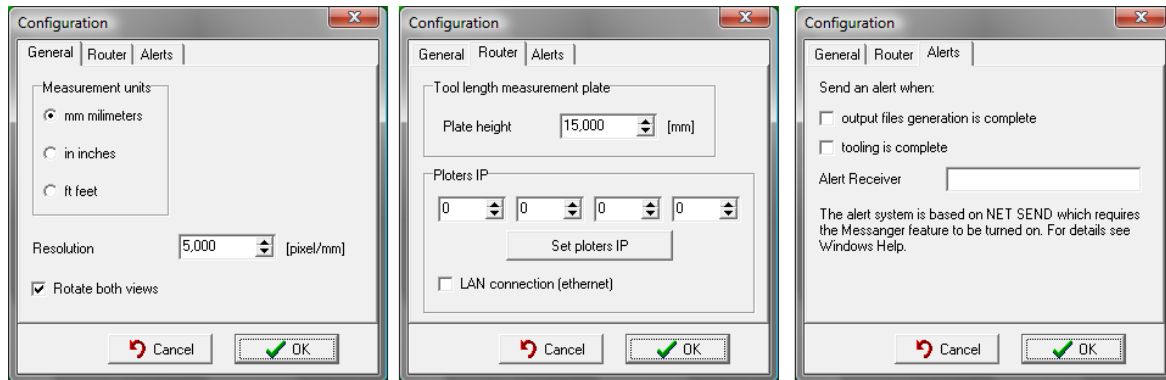 Configuration
General Router Alerts
Measurement units
mm milimeters
in inches
ft feet
Resolution 5,000 [pixel/mm]
Rotate both views
Cancel OK
Configuration
General Router Alerts
Tool length measurement plate
Plate height 15,000 [mm]
Ploters IP
0 0 0 0
Set ploters IP
LAN connection (ethernet)
Cancel OK
Configuration
General Router Alerts
Send an alert when:
output files generation is complete
tooling is complete
Alert Receiver
The alert system is based on NET SEND which requires
the Messanger feature to be turned on. For details see
Windows Help.
Cancel OK